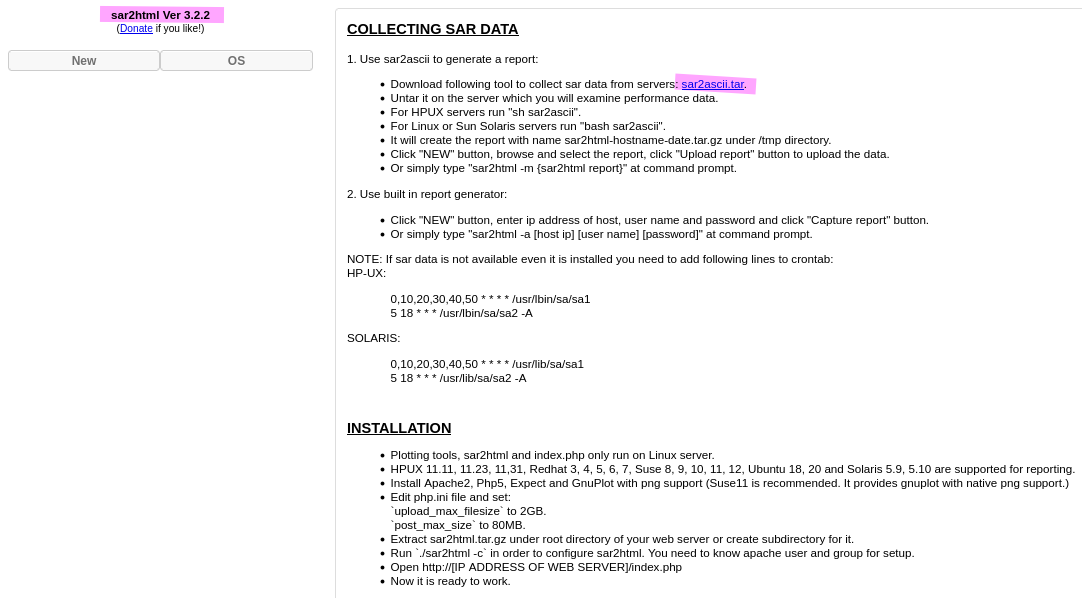 sar2html Ver 3.2.2
(Donate if you like!)
New
OS
COLLECTING SAR DATA
1. Use sar2ascii to generate a report:
Download following tool to collect sar data from servers: sar2ascii.tar.
Untar it on the server which you will examine performance data.
For HPUX servers run "sh sar2ascii".
For Linux or Sun Solaris servers run "bash sar2ascii".
It will create the report with name sar2html-hostname-date.tar.gz under /tmp directory.
Click "NEW" button, browse and select the report, click "Upload report" button to upload the data.
Or simply type "sar2html -m {sar2html report}" at command prompt.
2. Use built in report generator:
Click "NEW" button, enter ip address of host, user name and password and click "Capture report" button.
Or simply type "sar2html -a [host ip] [user name] [password]" at command prompt.
NOTE: If sar data is not available even it is installed you need to add following lines to crontab:
HP-UX:
0,10,20,30,40,50 * * * * /usr/lbin/sa/sa1
5 18 * * * /usr/lbin/sa/sa2 -A
SOLARIS:
0,10,20,30,40,50 * * * * /usr/lib/sa/sa1
5 18 * * * /usr/lib/sa/sa2 -A
INSTALLATION
Plotting tools, sar2html and index.php only run on Linux server.
HPUX 11.11, 11.23, 11,31, Redhat 3, 4, 5, 6, 7, Suse 8, 9, 10, 11, 12, Ubuntu 18, 20 and Solaris 5.9, 5.10 are supported for reporting.
Install Apache2, Php5, Expect and GnuPlot with png support (Suse11 is recommended. It provides gnuplot with native png support.)
Edit php.ini file and set:
`upload_max_filesize` to 2GB.
`post_max_size` to 80MB.
Extract sar2html.tar.gz under root directory of your web server or create subdirectory for it.
Run `./sar2html -c` in order to configure sar2html. You need to know apache user and group for setup.
Open http://[IP ADDRESS OF WEB SERVER]/index.php
Now it is ready to work.